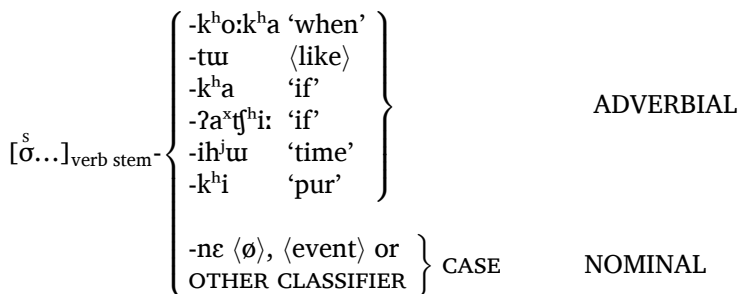 -kʰoːkʰa ‘when’
-tɯ ⟨like⟩
-kʰa ‘if’ ADVERBIAL
-ʔaˣʧʰiː ‘if’
[σ̊ˢ…]verb stem- -ihʲɯ ‘time’
-kʰi ‘pur’
-nɛ ⟨ø⟩, ⟨event⟩ or
OTHER CLASSIFIER CASE NOMINAL